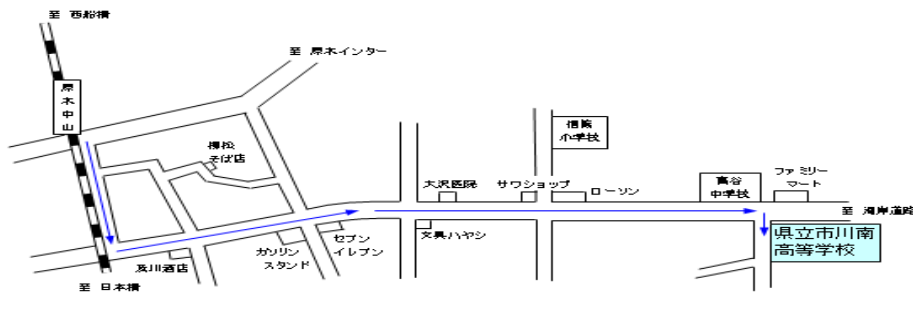 至 西船橋
至 原木インター
原木中山
そば店
信篤
小学校
大沢医院
サワショップ
ローソン
高谷
中学校
ファミリー
マート
至 湾岸道路
文具ハヤシ
県立市川南
高等学校
セブン
イレブン
ガソリン
スタンド
及川酒店
至 日本橋